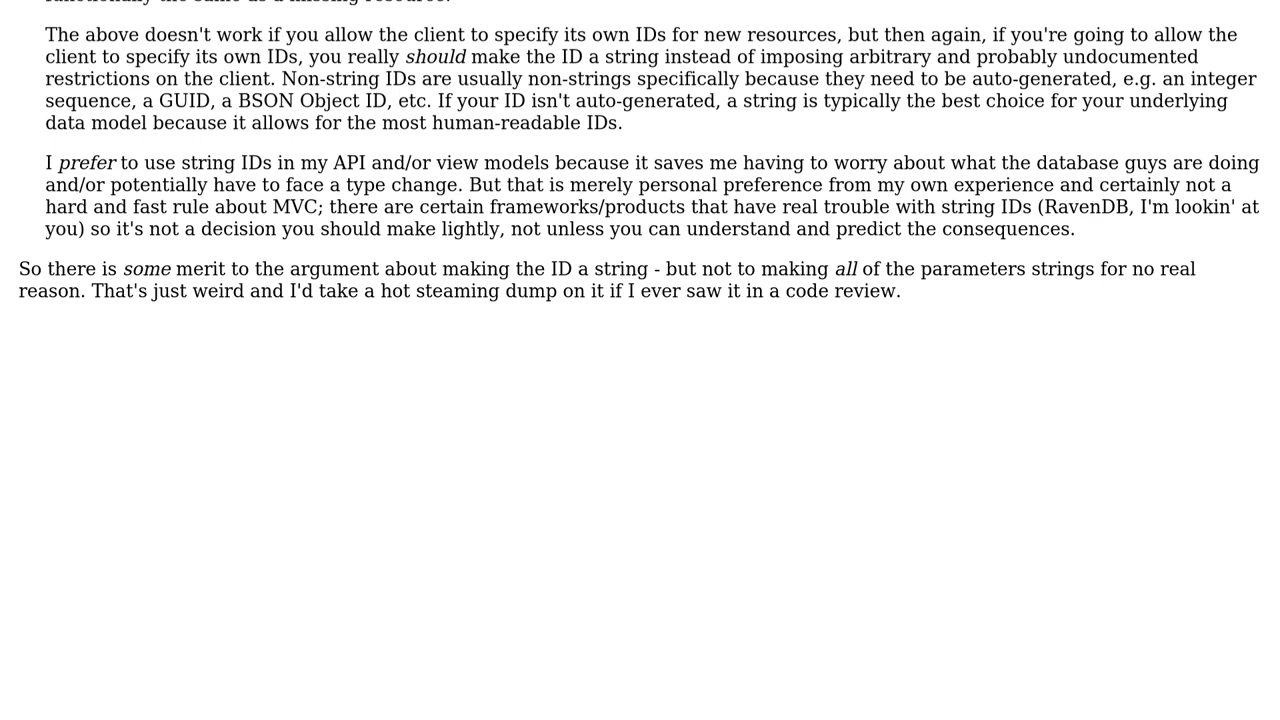 functionally the same as a missing resource.
The above doesn't work if you allow the client to specify its own IDs for new resources, but then again, if you're going to allow the
client to specify its own IDs, you really should make the ID a string instead of imposing arbitrary and probably undocumented
restrictions on the client. Non-string IDs are usually non-strings specifically because they need to be auto-generated, e.g. an integer
sequence, a GUID, a BSON Object ID, etc. If your ID isn't auto-generated, a string is typically the best choice for your underlying
data model because it allows for the most human-readable IDs.
I prefer to use string IDs in my API and/or view models because it saves me having to worry about what the database guys are doing
and/or potentially have to face a type change. But that is merely personal preference from my own experience and certainly not a
hard and fast rule about MVC; there are certain frameworks/products that have real trouble with string IDs (RavenDB, I'm lookin' at
you) so it's not a decision you should make lightly, not unless you can understand and predict the consequences.
So there is some merit to the argument about making the ID a string - but not to making all of the parameters strings for no real
reason. That's just weird and I'd take a hot steaming dump on it if I ever saw it in a code review.